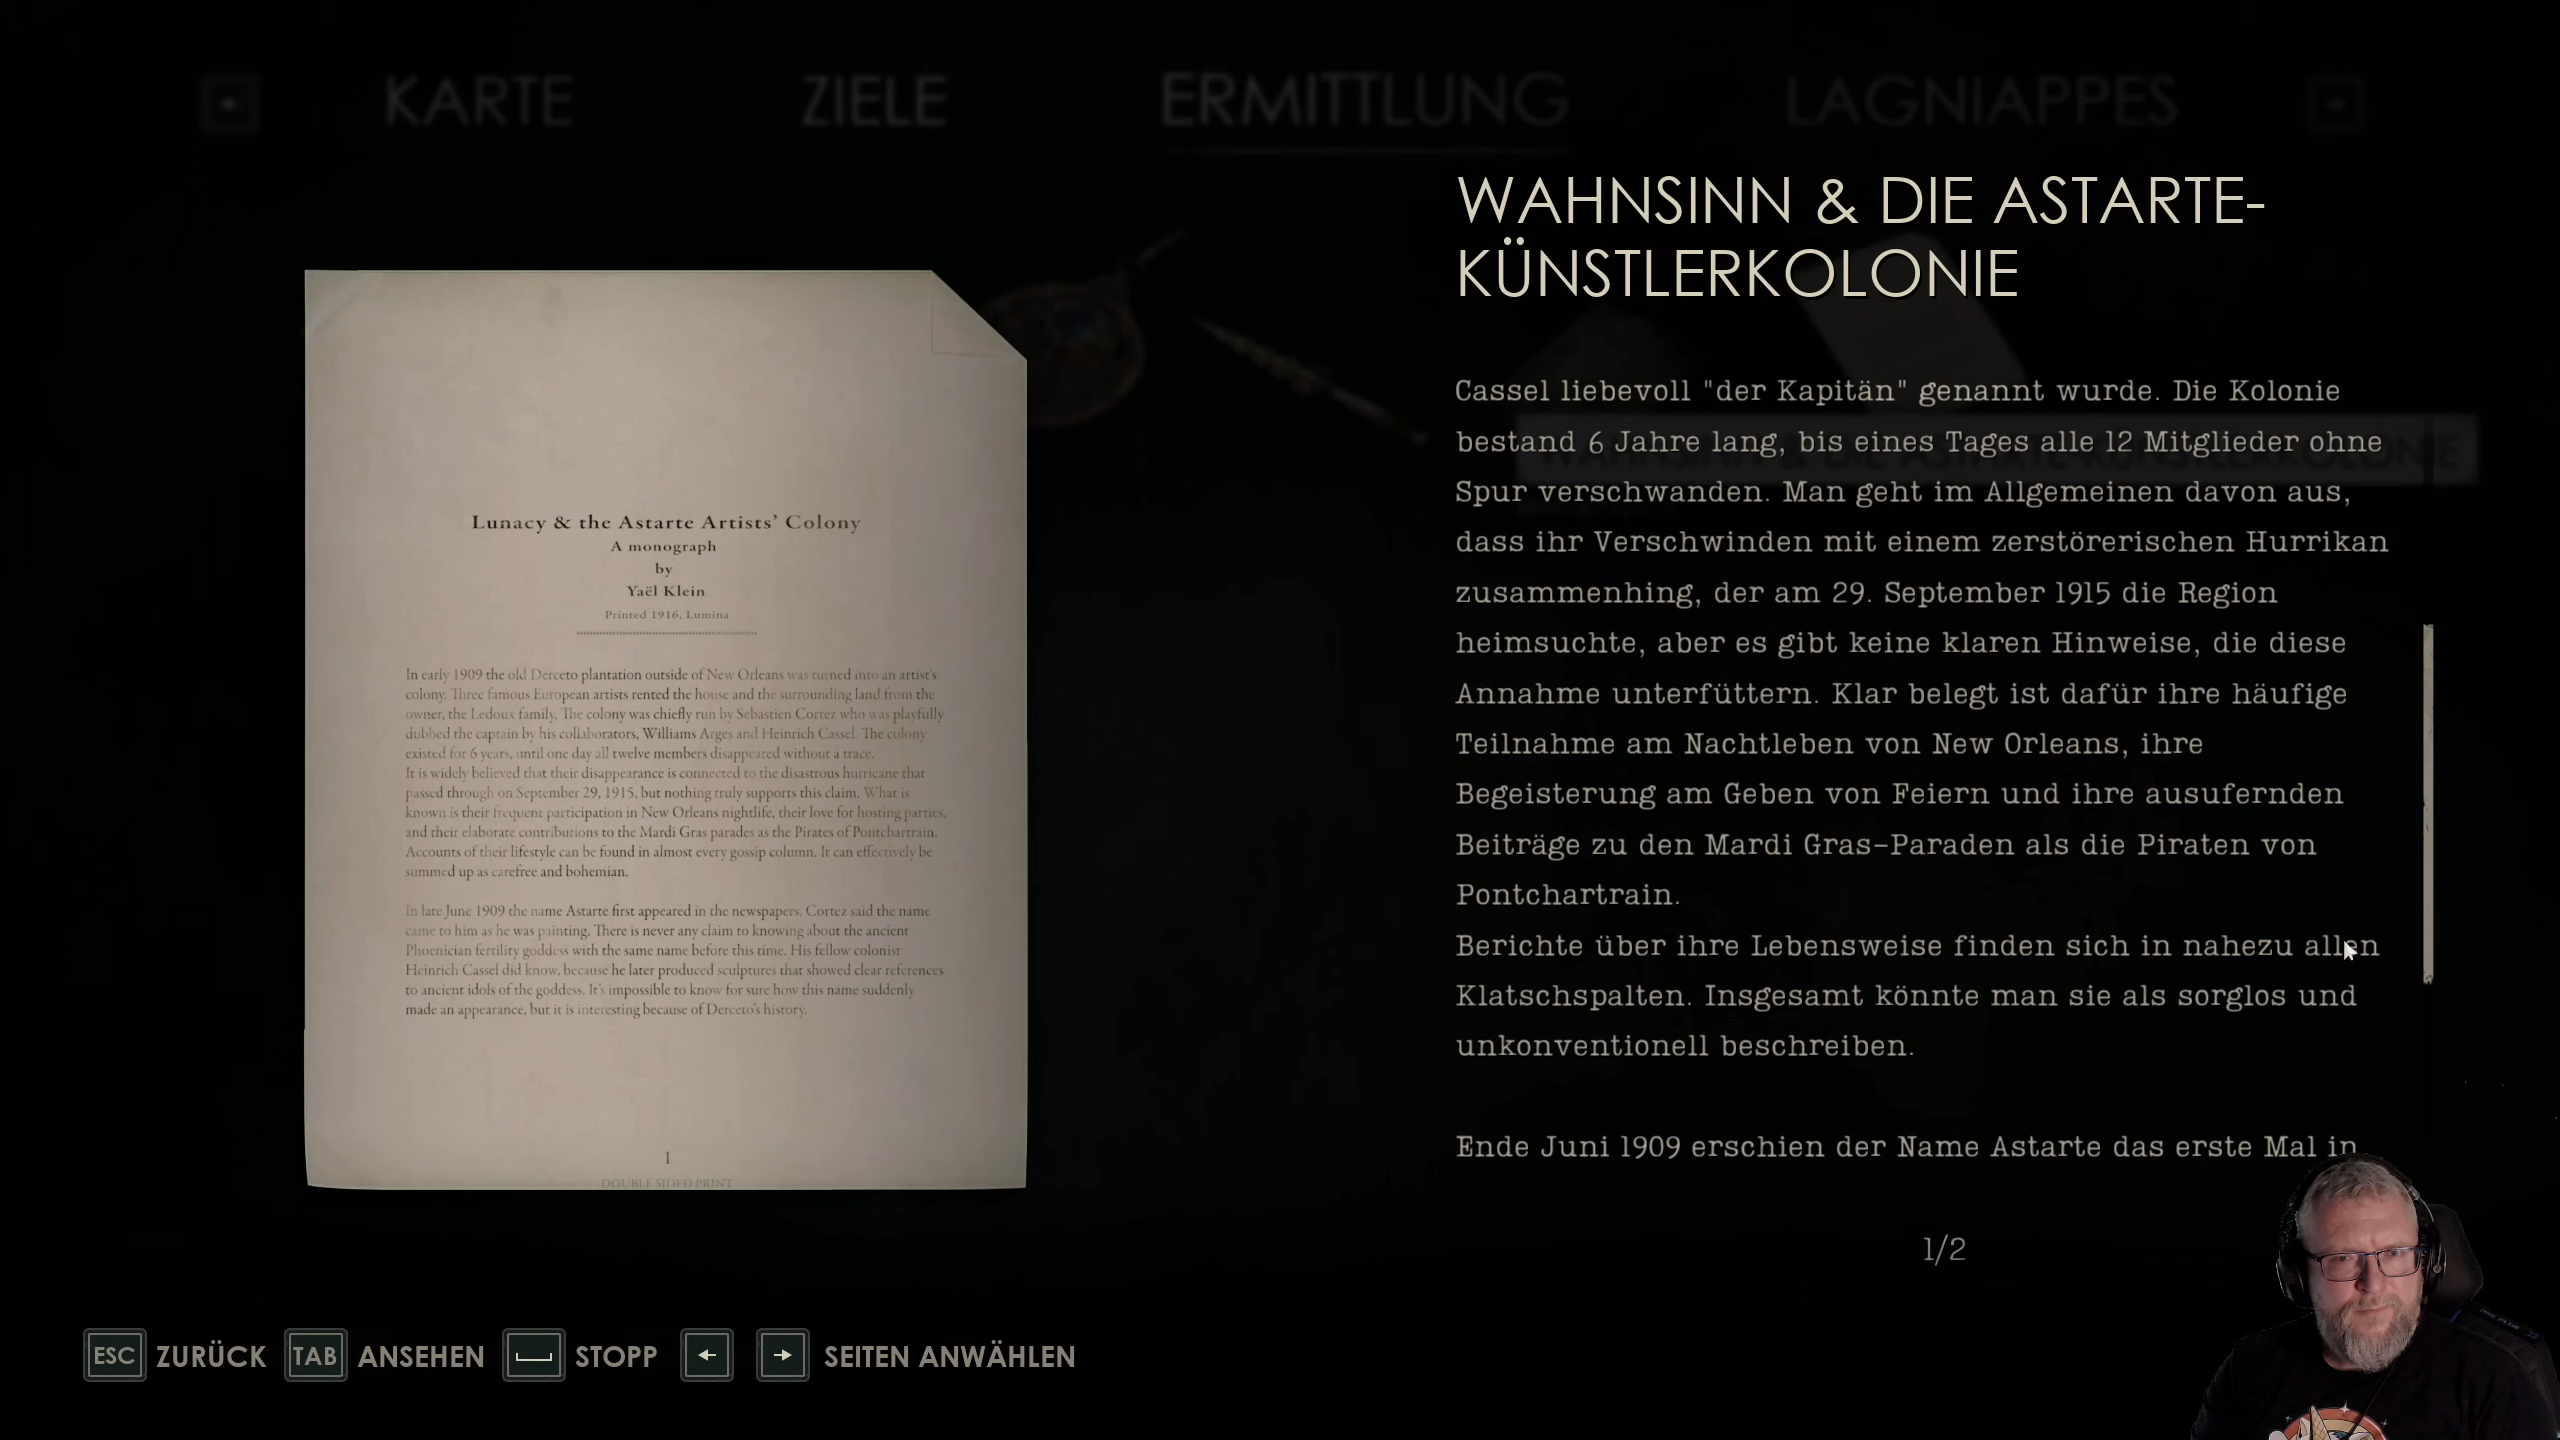 KARTE
ZIELE
ERMITTLUNG
LAGNIAPPES
WAHNSINN & DIE ASTARTE-
KÜNSTLERKOLONIE
Lunacy & the Astarte Artists' Colony
A monograph
by
Yaël Klein
Printed 1916, Lumina
In early 1909 the old Derceto plantation outside of New Orleans was turned into an artist's
colony. Three famous European artists rented the house and the surrounding land from the
owner, the Ledoux family. The colony was chiefly run by Sebastien Cortez who was playfully
dubbed the captain by his collaborators, Williams Arges and Heinrich Cassel. The colony
existed for 6 years, until one day all twelve members disappeared without a trace.
It is widely believed that their disappearance is connected to the disastrous hurricane that
passed through on September 29, 1915, but nothing truly supports this claim. What is
known is their frequent participation in New Orleans nightlife, their love for hosting parties,
and their elaborate contributions to the Mardi Gras parades as the Pirates of Pontchartrain.
Accounts of their lifestyle can be found in almost every gossip column. It can effectively be
summed up as carefree and bohemian.
In late June 1909 the name Astarte first appeared in the newspapers. Cortez said the name
came to him as he was painting. There is never any claim to knowing about the ancient
Phoenician fertility goddess with the same name before this time. His fellow colonist
Heinrich Cassel did know, because he later produced sculptures that showed clear references
to ancient idols of the goddess. It's impossible to know for sure how this name suddenly
made an appearance, but it is interesting because of Derceto's history.
1
DOUBLE SIDED PRINT
Cassel liebevoll "der Kapitän" genannt wurde. Die Kolonie
bestand 6 Jahre lang, bis eines Tages alle 12 Mitglieder ohne
Spur verschwanden. Man geht im Allgemeinen davon aus,
dass ihr Verschwinden mit einem zerstörerischen Hurrikan
zusammenhing, der am 29. September 1915 die Region
heimsuchte, aber es gibt keine klaren Hinweise, die diese
Annahme unterfüttern. Klar belegt ist dafür ihre häufige
Teilnahme am Nachtleben von New Orleans, ihre
Begeisterung am Geben von Feiern und ihre ausufernden
Beiträge zu den Mardi Gras-Paraden als die Piraten von
Pontchartrain.
Berichte über ihre Lebensweise finden sich in nahezu allen
Klatschspalten. Insgesamt könnte man sie als sorglos und
unkonventionell beschreiben.
Ende Juni 1909 erschien der Name Astarte das erste Mal in
1/2
ESC ZURÜCK TAB ANSEHEN STOPP SEITEN ANWÄHLEN